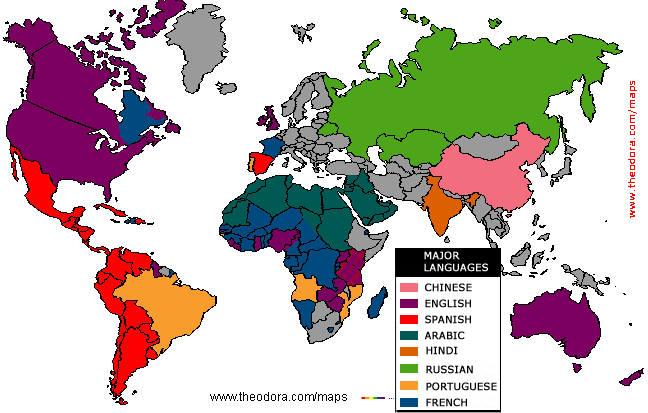 www.theodora.com/maps
MAJOR
LANGUAGES
CHINESE
ENGLISH
SPANISH
ARABIC
HINDI
RUSSIAN
PORTUGUESE
FRENCH
www.theodora.com/maps